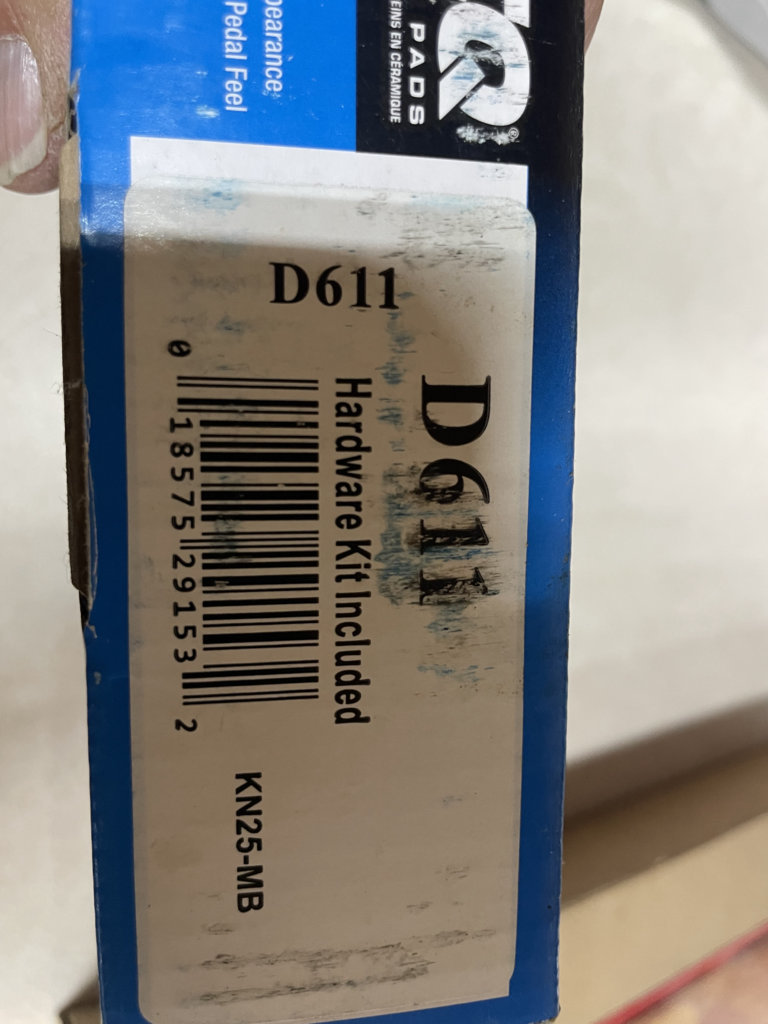 Q®
PADS
EINS EN CÉRAMIQUE
pearance,
Pedal Feel
D611
D611
Hardware Kit Included
0 18575 29153 2
KN25-MB